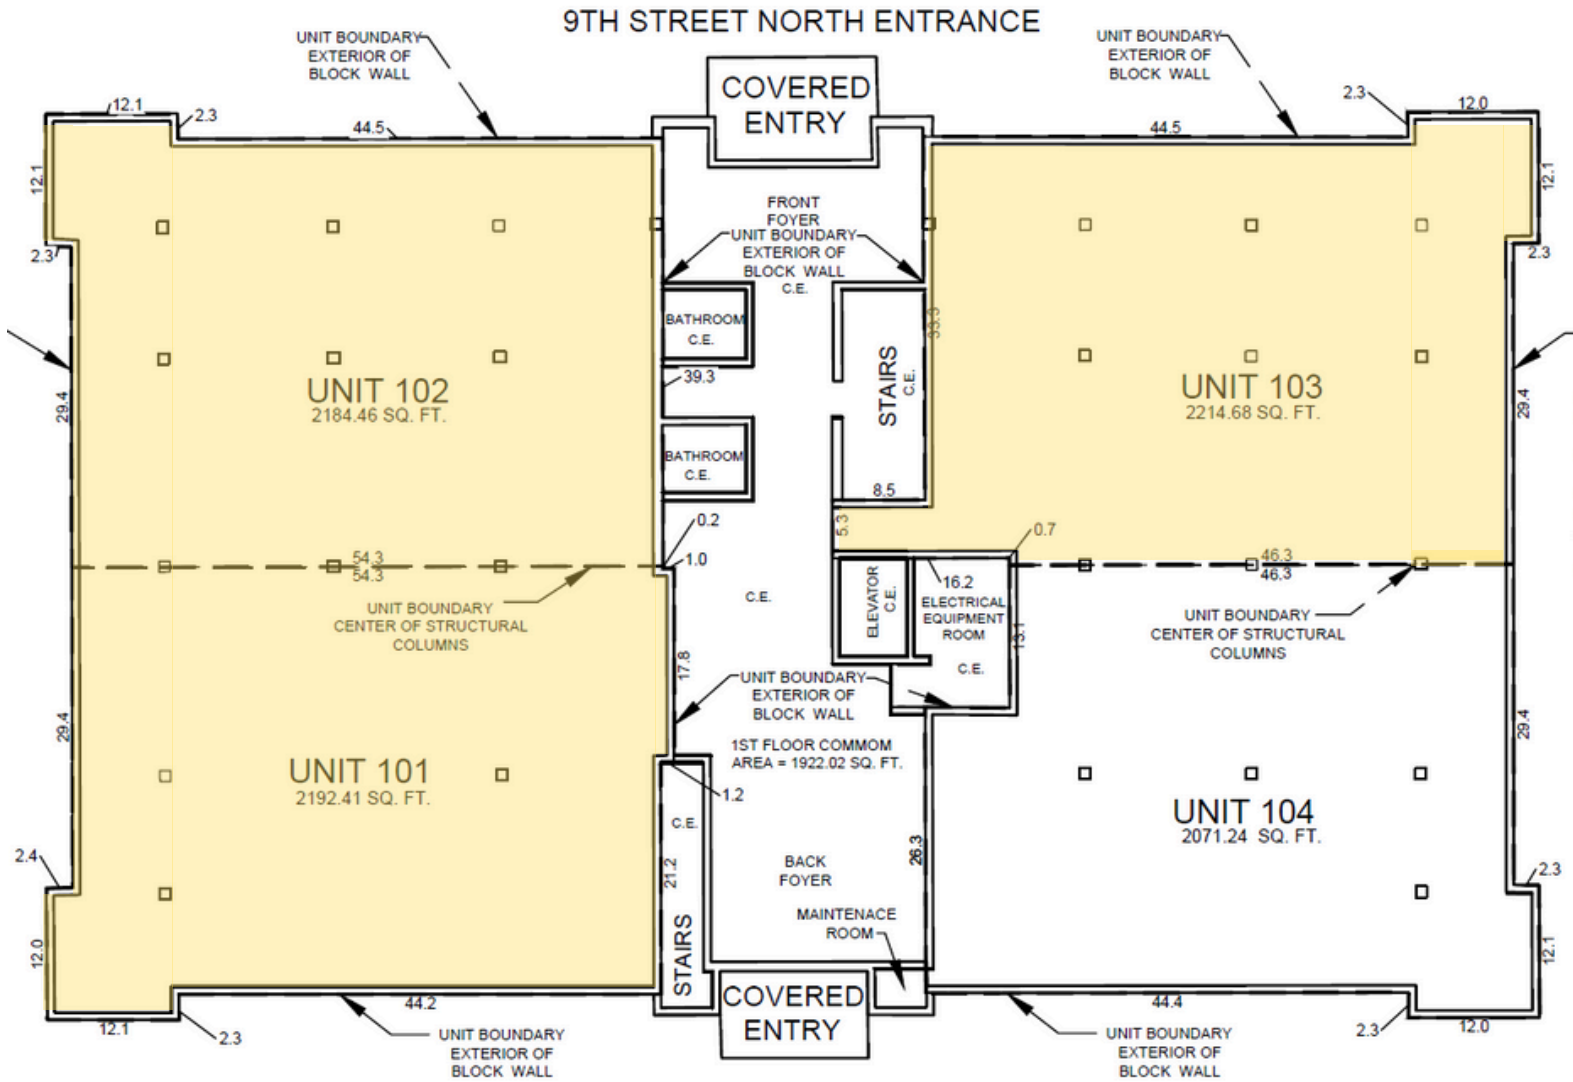 9TH STREET NORTH ENTRANCE
UNIT BOUNDARY
EXTERIOR OF
BLOCK WALL
UNIT BOUNDARY
EXTERIOR OF
BLOCK WALL
COVERED
ENTRY
12.1
2.3
44.5
44.5
2.3
12.0
12.1
12.1
2.3
2.3
FRONT
FOYER
UNIT BOUNDARY
EXTERIOR OF
BLOCK WALL
C.E.
BATHROOM
C.E.
39.3
STAIRS
C.E.
UNIT 102
2184.46 SQ. FT.
UNIT 103
2214.68 SQ. FT.
29.4
29.4
BATHROOM
C.E.
8.5
5.3
0.2
1.0
0.7
54.3
54.3
46.3
46.3
UNIT BOUNDARY
CENTER OF STRUCTURAL
COLUMNS
C.E.
ELEVATOR
C.E.
16.2
ELECTRICAL
EQUIPMENT
ROOM
C.E.
13.1
UNIT BOUNDARY
CENTER OF STRUCTURAL
COLUMNS
17.8
UNIT BOUNDARY
EXTERIOR OF
BLOCK WALL
29.4
29.4
1ST FLOOR COMMOM
AREA = 1922.02 SQ. FT.
UNIT 101
2192.41 SQ. FT.
1.2
UNIT 104
2071.24 SQ. FT.
C.E.
21.2
26.3
BACK
FOYER
2.4
2.3
MAINTENACE
ROOM
STAIRS
12.0
12.1
COVERED
ENTRY
44.2
44.4
12.1
2.3
2.3
12.0
UNIT BOUNDARY
EXTERIOR OF
BLOCK WALL
UNIT BOUNDARY
EXTERIOR OF
BLOCK WALL